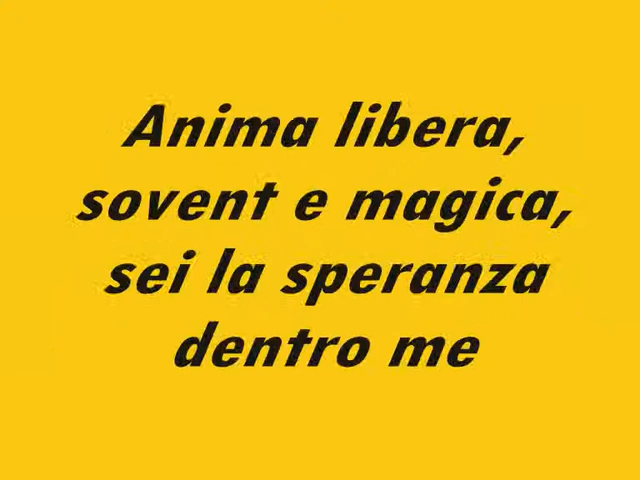 Anima libera,
sovent e magica,
sei la speranza
dentro me